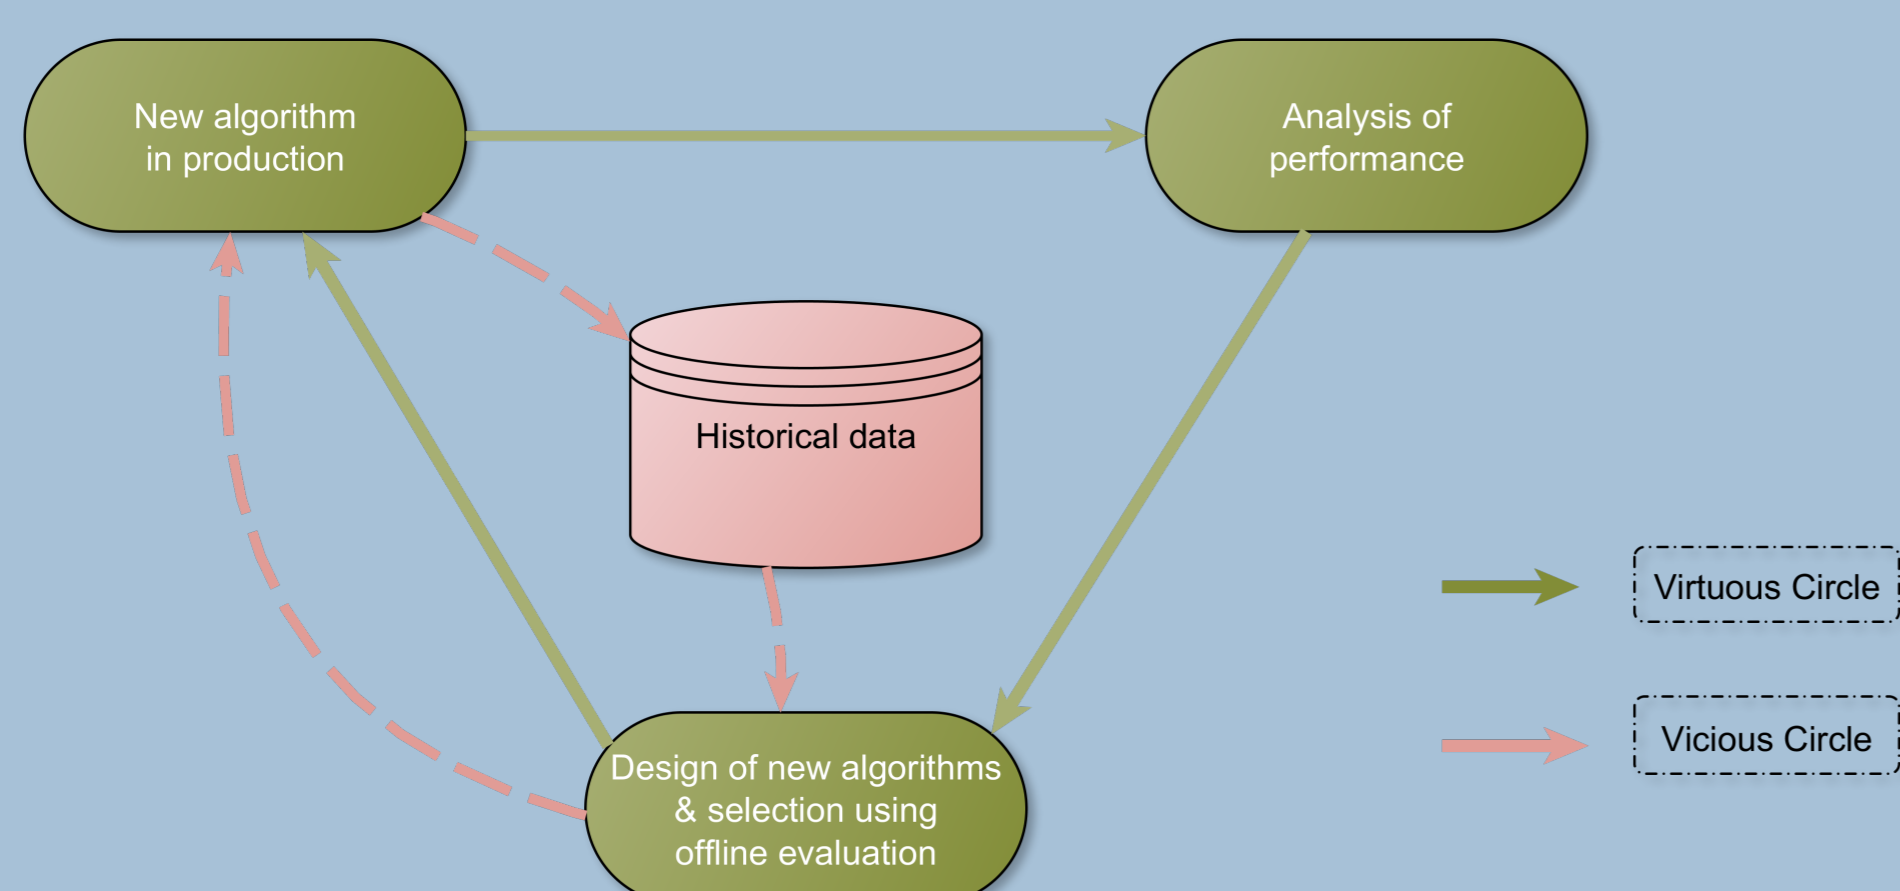 New algorithm
in production
Analysis of
performance
Historical data
Virtuous Circle
Vicious Circle
Design of new algorithms
& selection using
offline evaluation